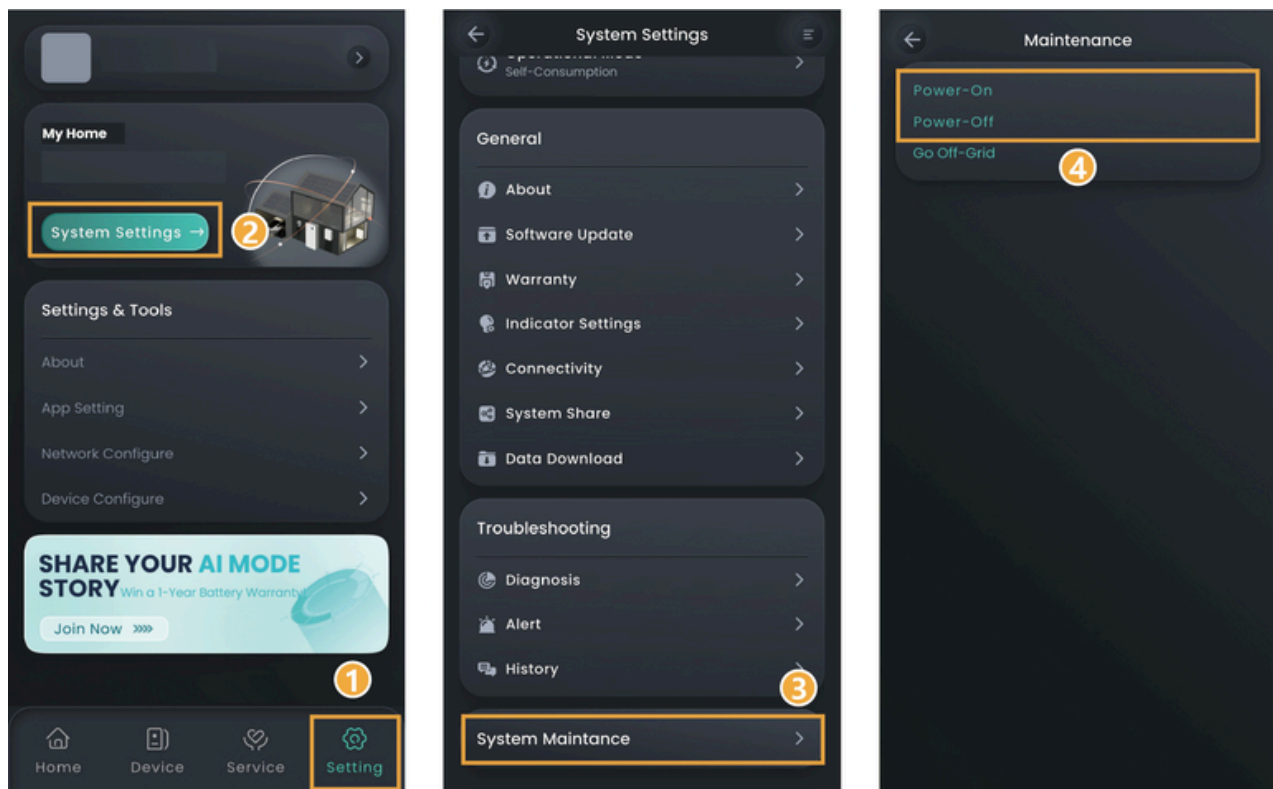 My Home
System Settings →
2
Settings & Tools
About
App Setting
Network Configure
Device Configure
SHARE YOUR AI MODE
STORY Win a 1-Year Battery Warranty!
Join Now »»»
1
Home Device Service Setting
System Settings
Operational Mode
Self-Consumption
General
About
Software Update
Warranty
Indicator Settings
Connectivity
System Share
Data Download
Troubleshooting
Diagnosis
Alert
History
3
System Maintance
Maintenance
Power-On
Power-Off
Go Off-Grid
4